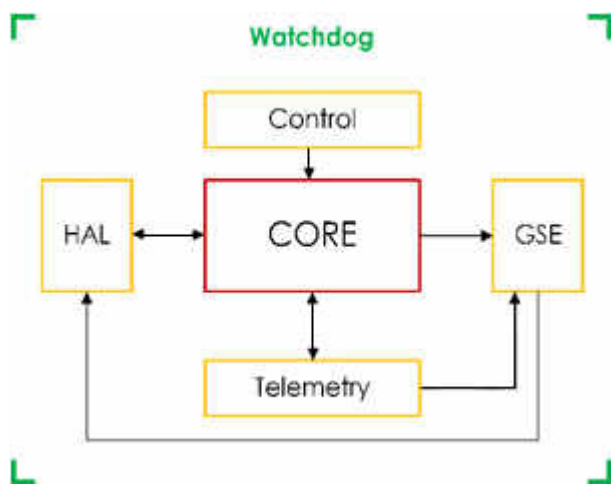 Watchdog
Control
HAL
CORE
GSE
Telemetry